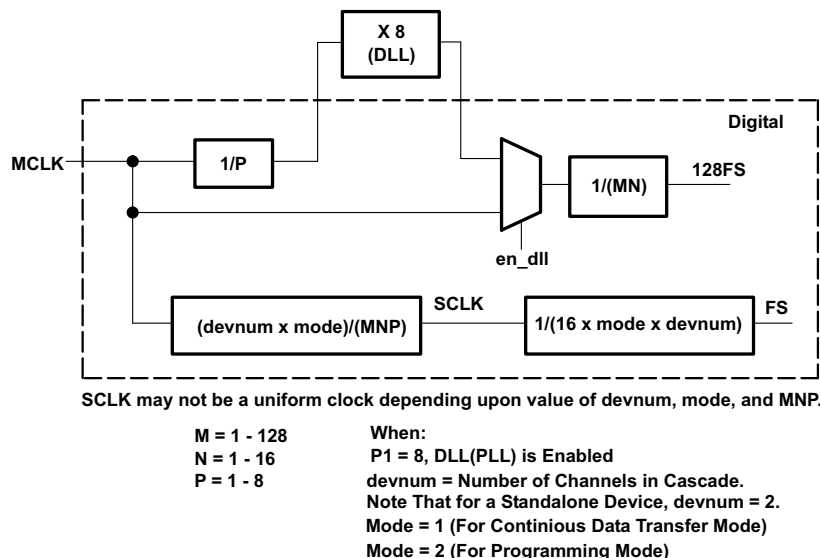 X 8
(DLL)
Digital
MCLK
1/P
1/(MN)
128FS
en_dll
(devnum x mode)/(MNP)
SCLK
1/(16 x mode x devnum)
FS
SCLK may not be a uniform clock depending upon value of devnum, mode, and MNP.
M = 1 - 128
N = 1 - 16
P = 1 - 8
When:
P1 = 8, DLL(PLL) is Enabled
devnum = Number of Channels in Cascade.
Note That for a Standalone Device, devnum = 2.
Mode = 1 (For Continious Data Transfer Mode)
Mode = 2 (For Programming Mode)